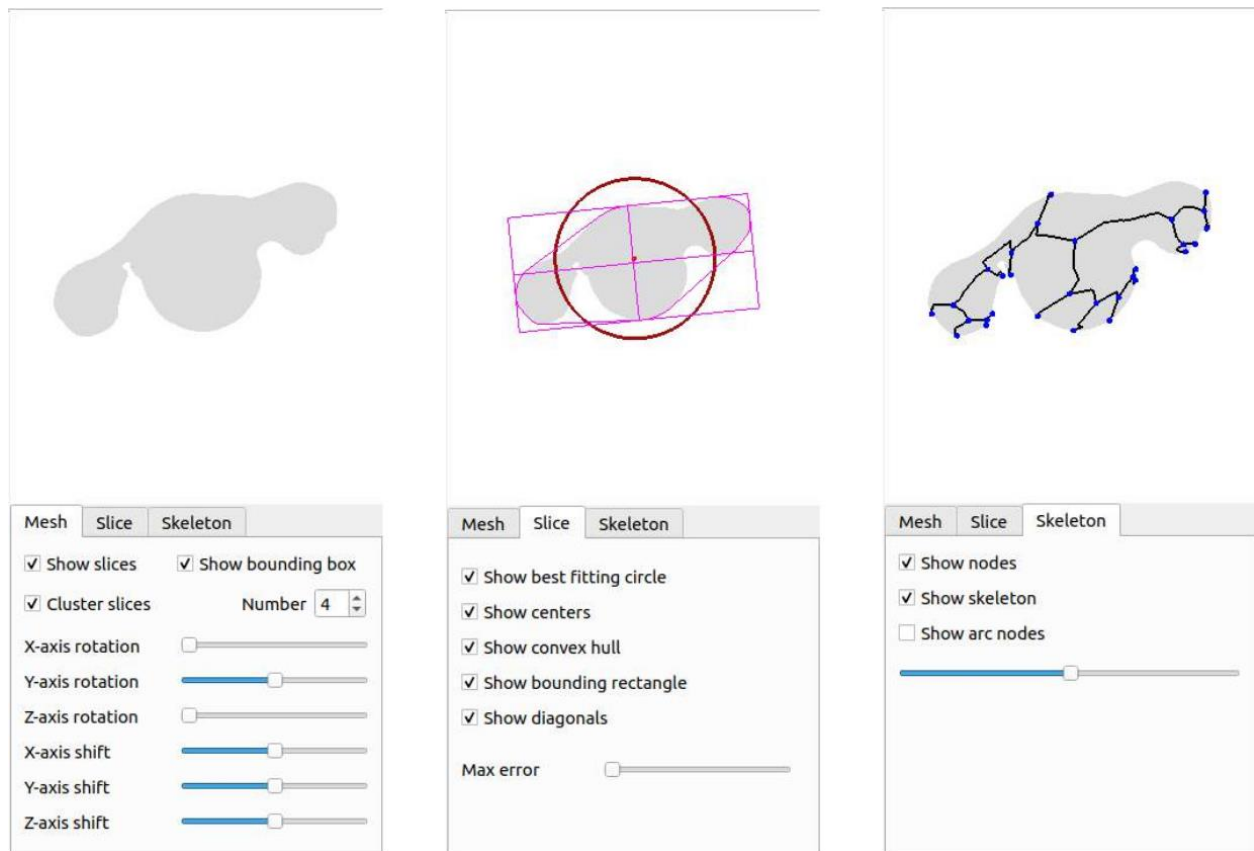 Mesh Slice Skeleton
Show slices Show bounding box
Cluster slices Number 4
X-axis rotation
Y-axis rotation
Z-axis rotation
X-axis shift
Y-axis shift
Z-axis shift
Mesh Slice Skeleton
Show best fitting circle
Show centers
Show convex hull
Show bounding rectangle
Show diagonals
Max error
Mesh Slice Skeleton
Show nodes
Show skeleton
Show arc nodes